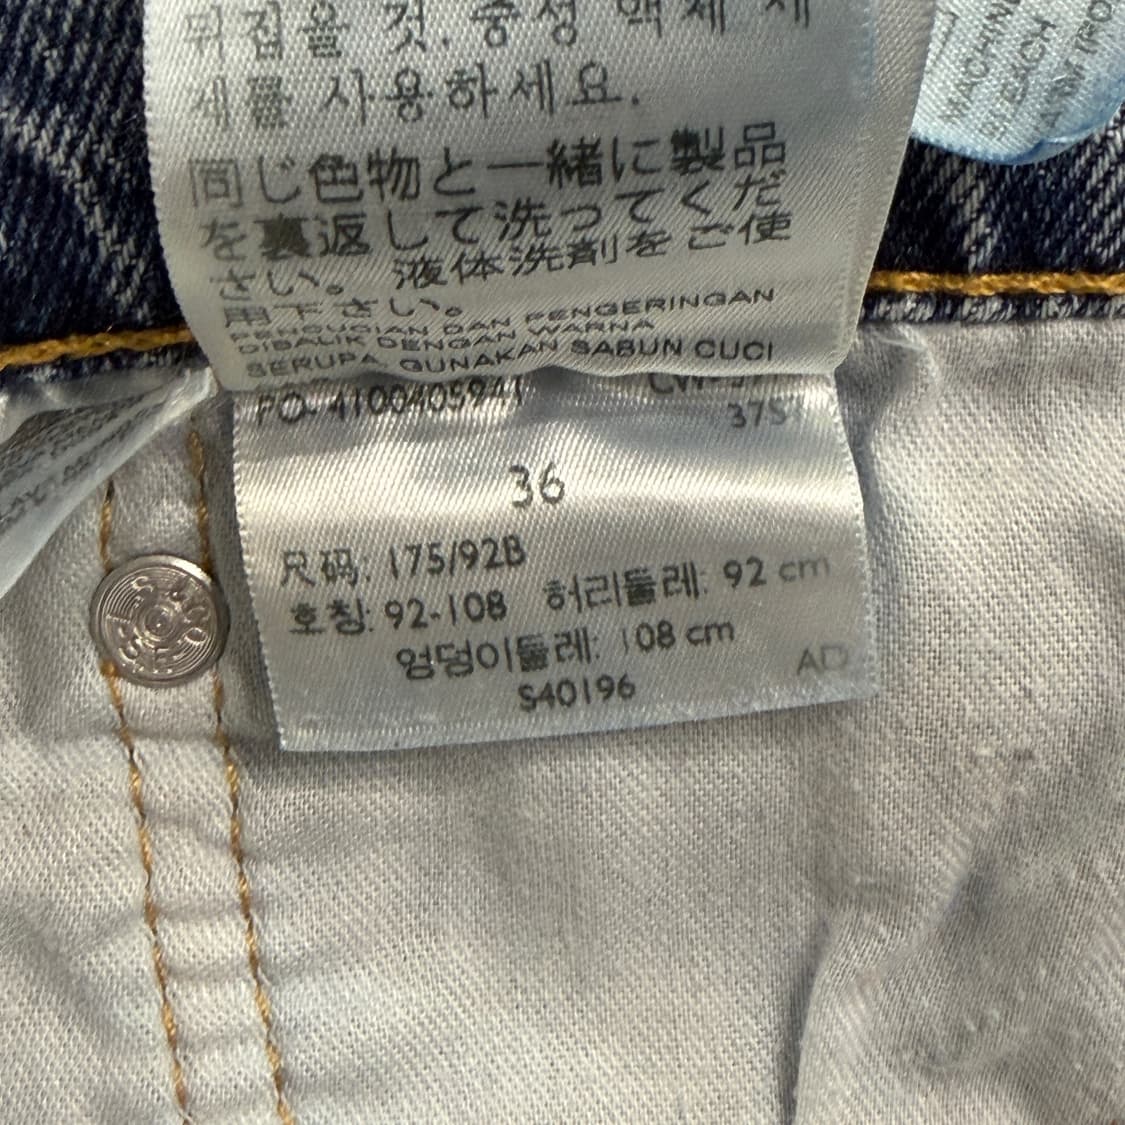 뒤집을 것. 중성 액체 세
새를 사용하세요.
同じ色物と一緒に製品
を裏返して洗ってくだ
さい。液体洗剤をご使
用下さい。
PENCUCIAN DAN PENGERINGAN
DIBALIK DENGAN WARNA
SERUPA GUNAKAN SABUN CUCI
PO- 4100405941
375
36
尺码: 175/92B
호칭: 92-108 허리둘레: 92 cm
엉덩이둘레: 108 cm
S40196
AD
MACHINE
BLEACH